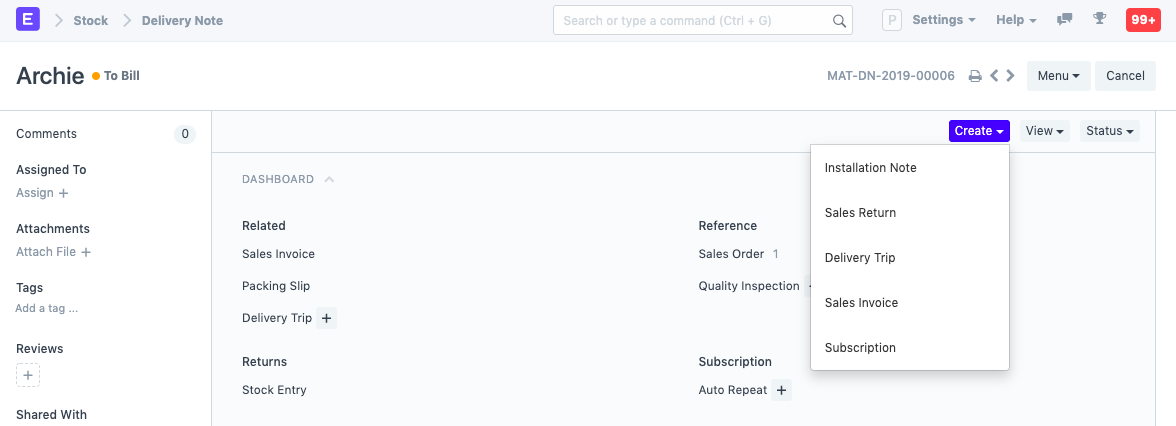 E Stock Delivery Note Search or type a command (Ctrl + G) P Settings Help 99+
Archie To Bill MAT-DN-2019-00006 Menu Cancel
Comments 0
Create View Status
Assigned To
Assign +
Attachments
Attach File +
Tags
Add a tag ...
Reviews
+
Shared With
DASHBOARD
Related
Sales Invoice
Packing Slip
Delivery Trip +
Returns
Stock Entry
Reference
Sales Order 1
Quality Inspection
Subscription
Auto Repeat +
Installation Note
Sales Return
Delivery Trip
Sales Invoice
Subscription